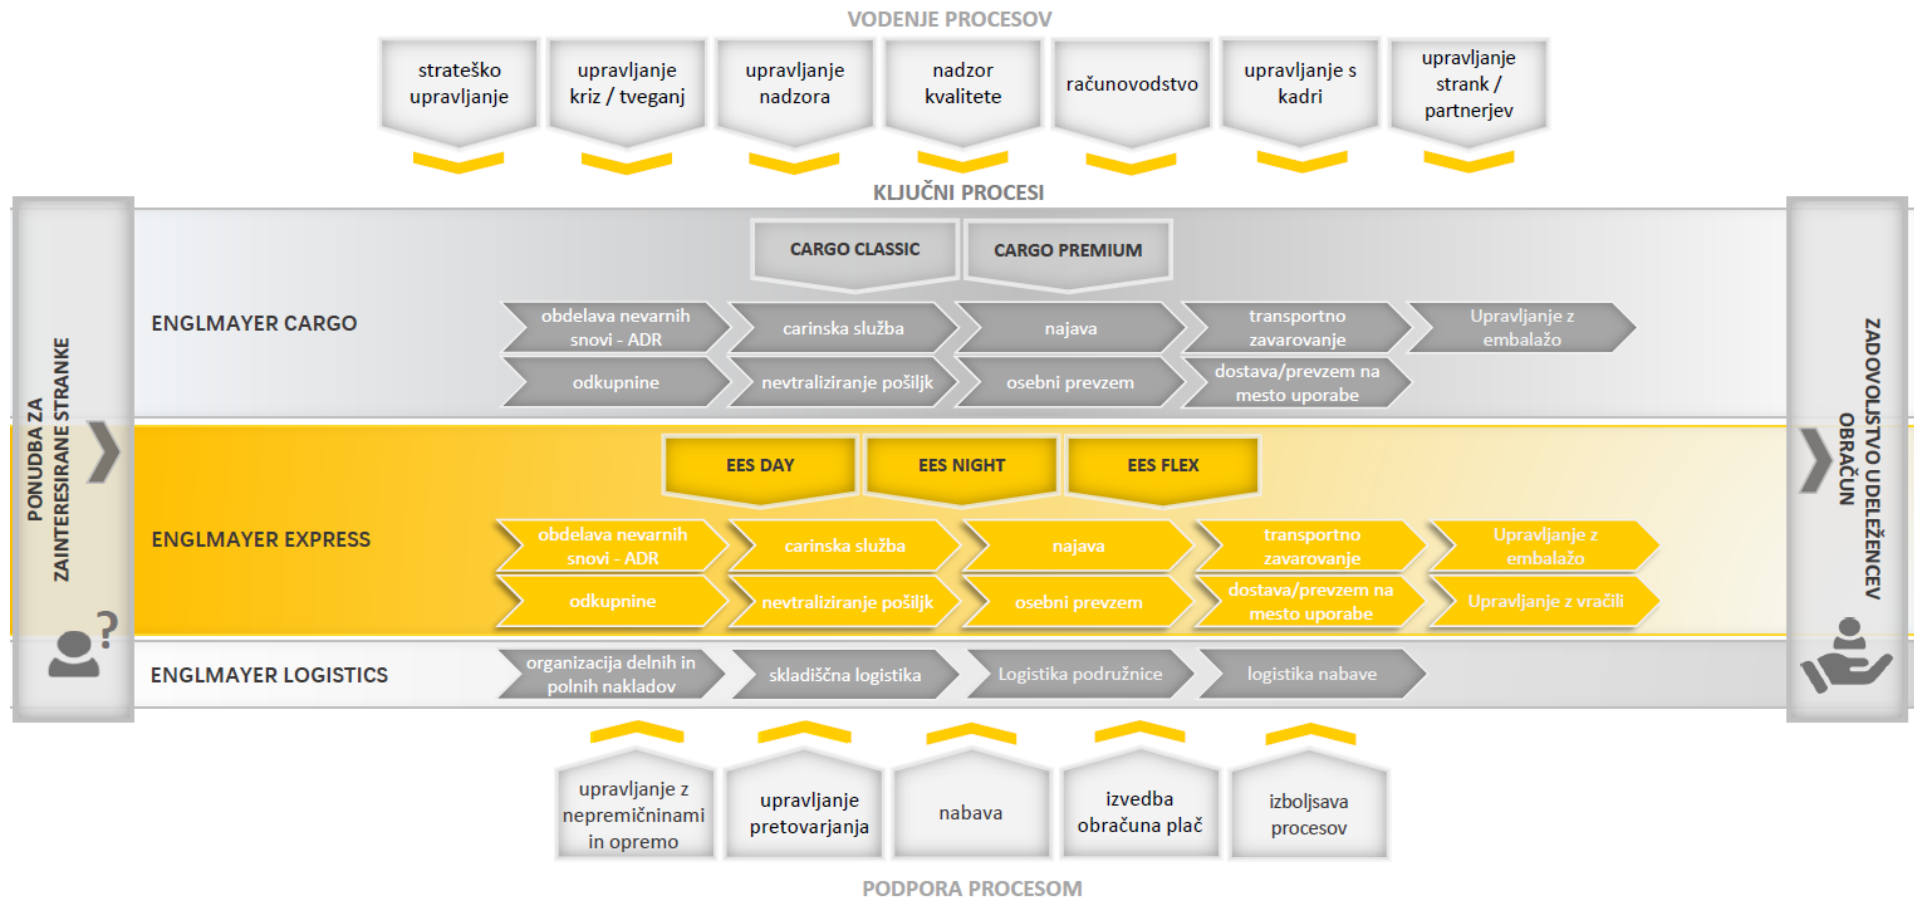 VODENJE PROCESOV
strateško
upravljanje
upravljanje
kriz / tveganj
upravljanje
nadzora
nadzor
kvalitete
računovodstvo
upravljanje s
kadri
upravljanje
strank /
partnerjev
KLJUČNI PROCESI
PONUDBA ZA
ZAINTERESIRANE STRANKE
?
CARGO CLASSIC
CARGO PREMIUM
ENGLMAYER CARGO
obdelava nevarnih
snovi - ADR
carinska služba
najava
transportno
zavarovanje
Upravljanje z
embalažo
odkupnine
nevtraliziranje pošiljk
osebni prevzem
dostava/prevzem na
mesto uporabe
EES DAY
EES NIGHT
EES FLEX
ENGLMAYER EXPRESS
obdelava nevarnih
snovi - ADR
carinska služba
najava
transportno
zavarovanje
Upravljanje z
embalažo
odkupnine
nevtraliziranje pošiljk
osebni prevzem
dostava/prevzem na
mesto uporabe
Upravljanje z vračili
ENGLMAYER LOGISTICS
organizacija delnih in
polnih nakladov
skladiščna logistika
Logistika podružnice
logistika nabave
ZADOVOLJSTVO UDELEŽENCEV
OBRAČUN
upravljanje z
nepremičninami
in opremo
upravljanje
pretovarjanja
nabava
izvedba
obračuna plač
izboljsava
procesov
PODPORA PROCESOM